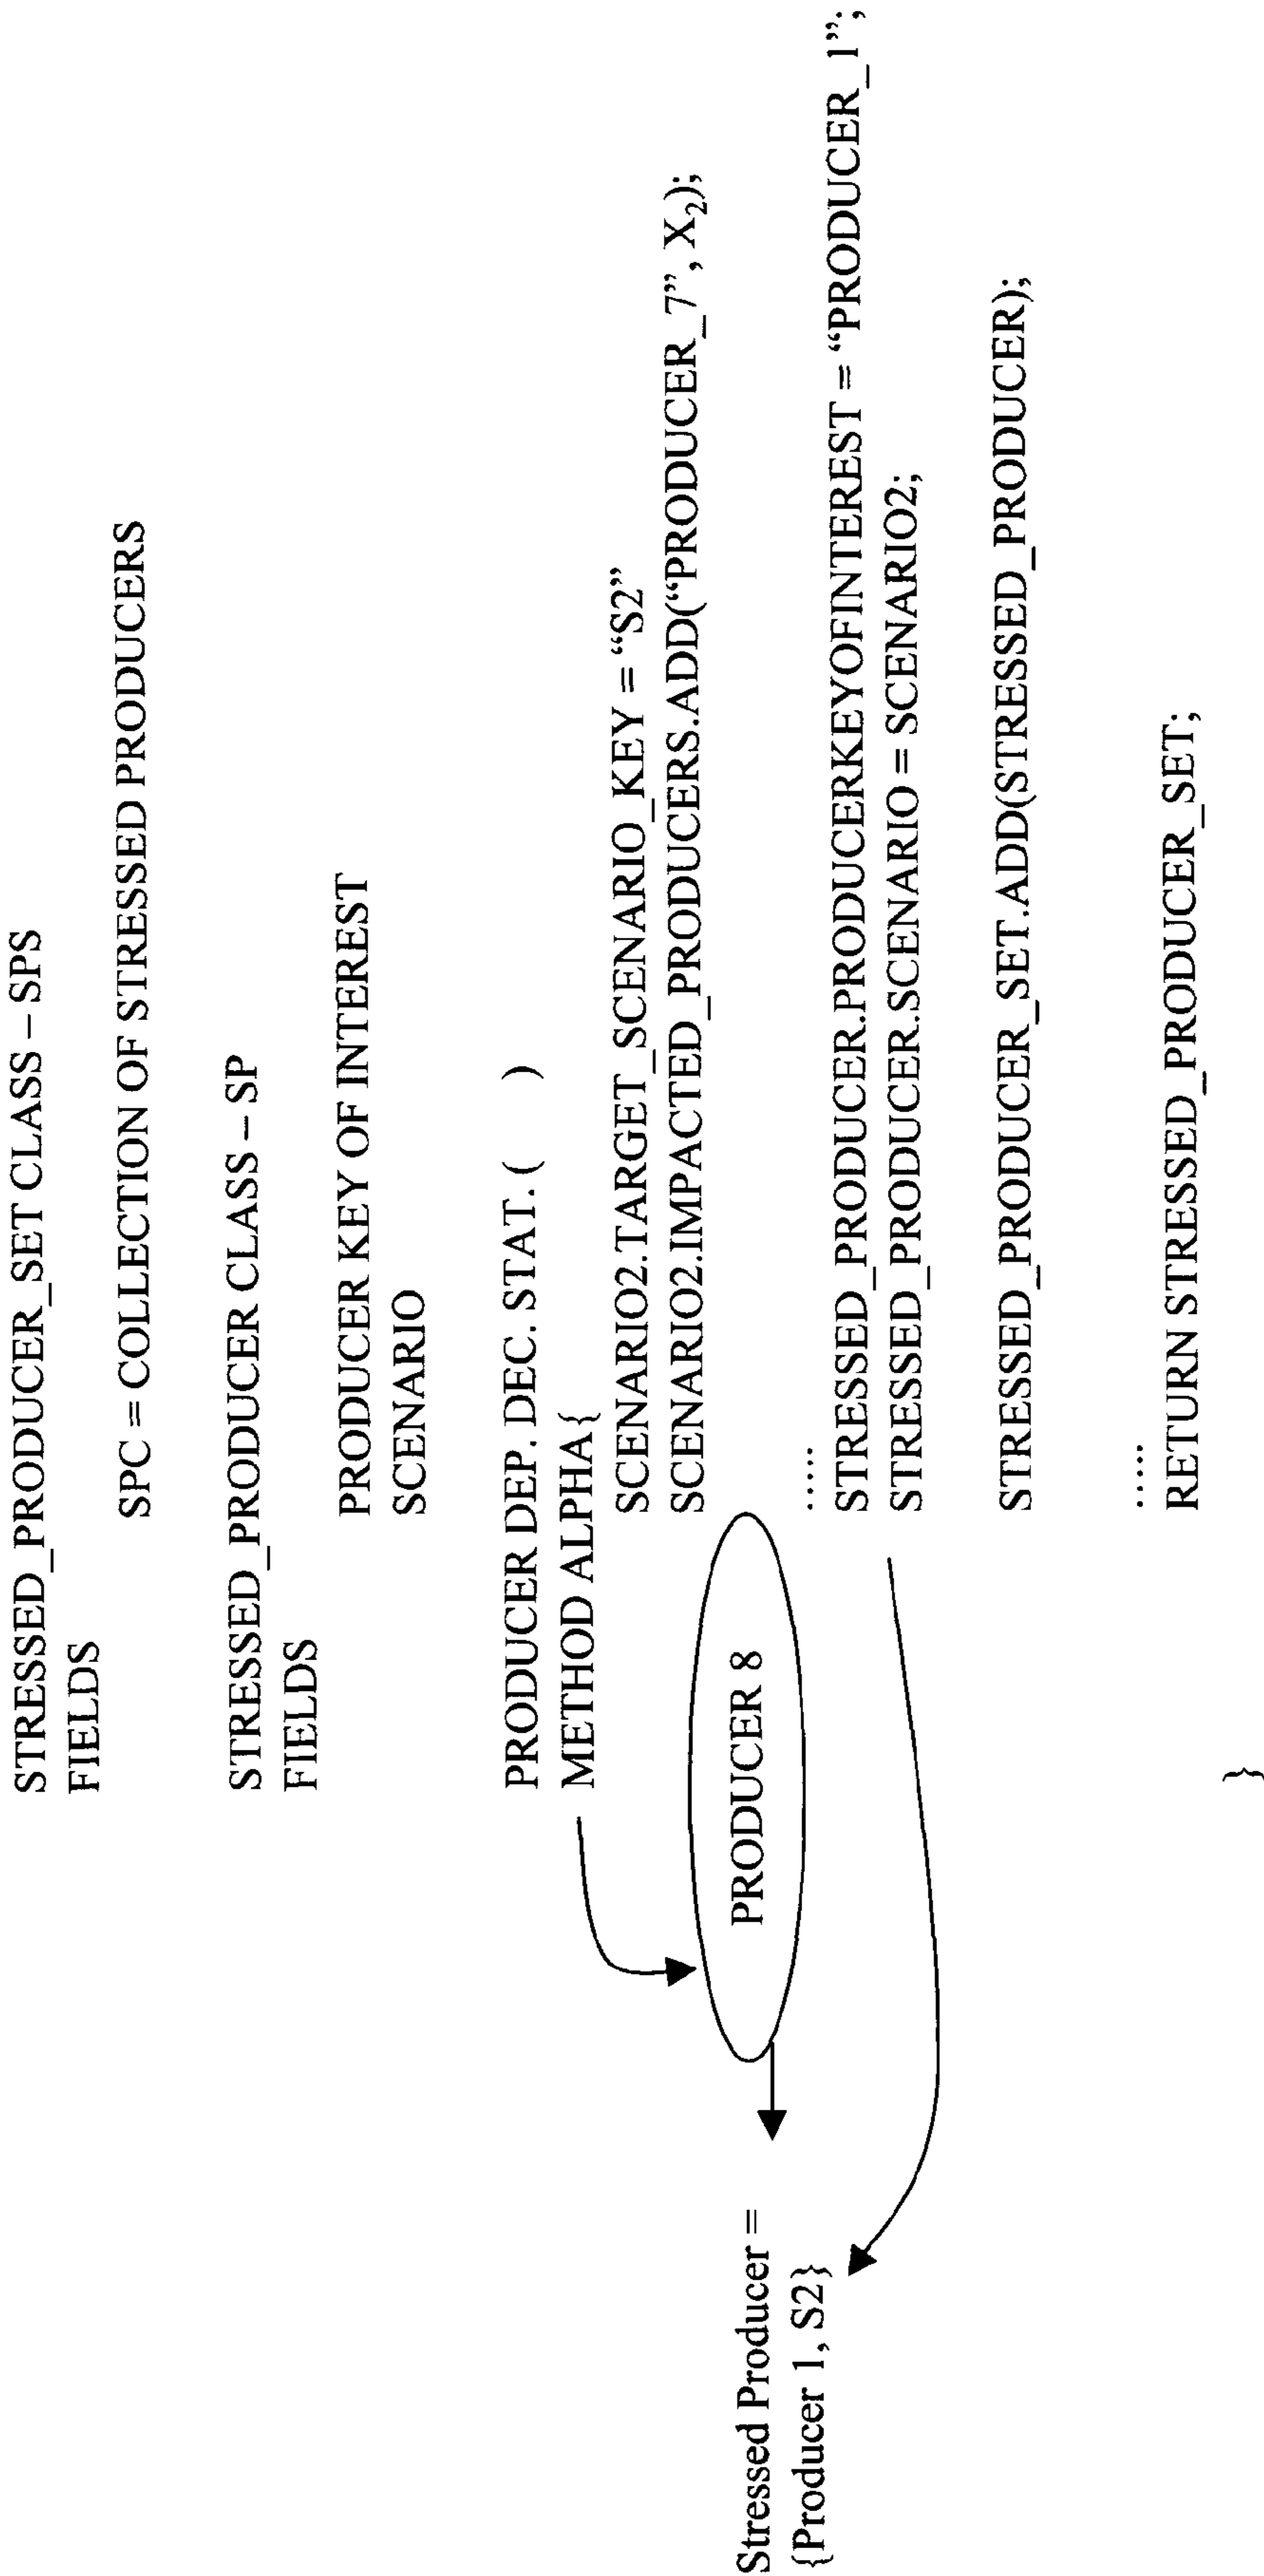 STRESSED_PRODUCER_SET CLASS – SPS
FIELDS
SPC = COLLECTION OF STRESSED PRODUCERS
STRESSED_PRODUCER CLASS – SP
FIELDS
PRODUCER KEY OF INTEREST
SCENARIO
PRODUCER DEP. DEC. STAT. ( )
METHOD ALPHA{
SCENARIO2.TARGET_SCENARIO_KEY = “S2”
SCENARIO2.IMPACTED_PRODUCERS.ADD(“PRODUCER_7”, X₂);
PRODUCER 8
.....
STRESSED_PRODUCER.PRODUCERKEYOFINTEREST = “PRODUCER_1”;
STRESSED_PRODUCER.SCENARIO = SCENARIO2;
Stressed Producer =
{Producer 1, S2}
STRESSED_PRODUCER_SET.ADD(STRESSED_PRODUCER);
.....
RETURN STRESSED_PRODUCER_SET;
}